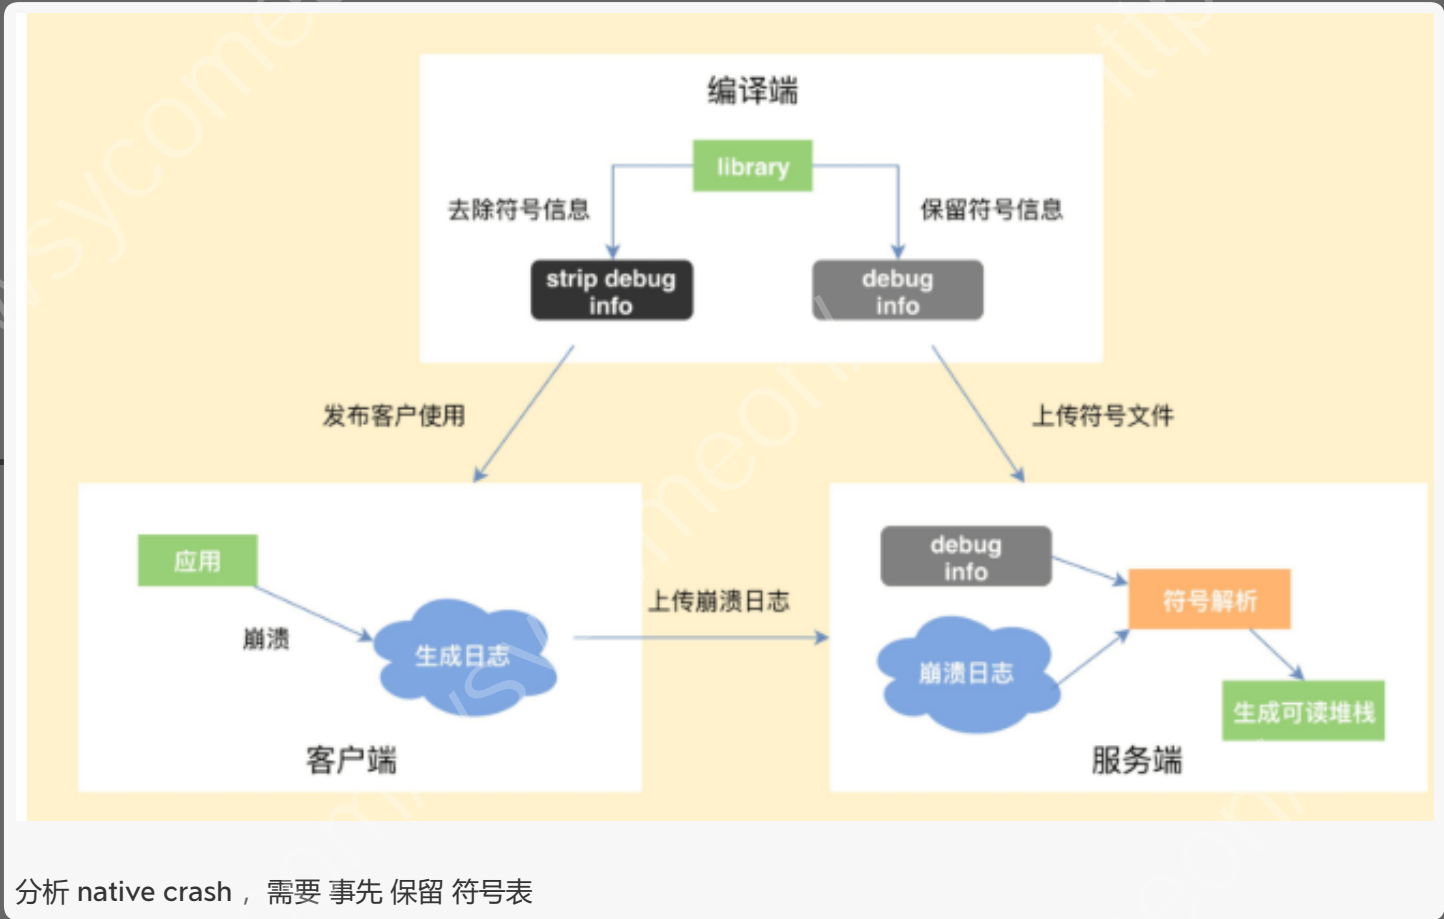 编译端
library
去除符号信息
保留符号信息
strip debug
info
debug
info
发布客户使用
上传符号文件
应用
崩溃
生成日志
客户端
上传崩溃日志
debug
info
崩溃日志
符号解析
生成可读堆栈
服务端
分析 native crash ，需要 事先 保留 符号表